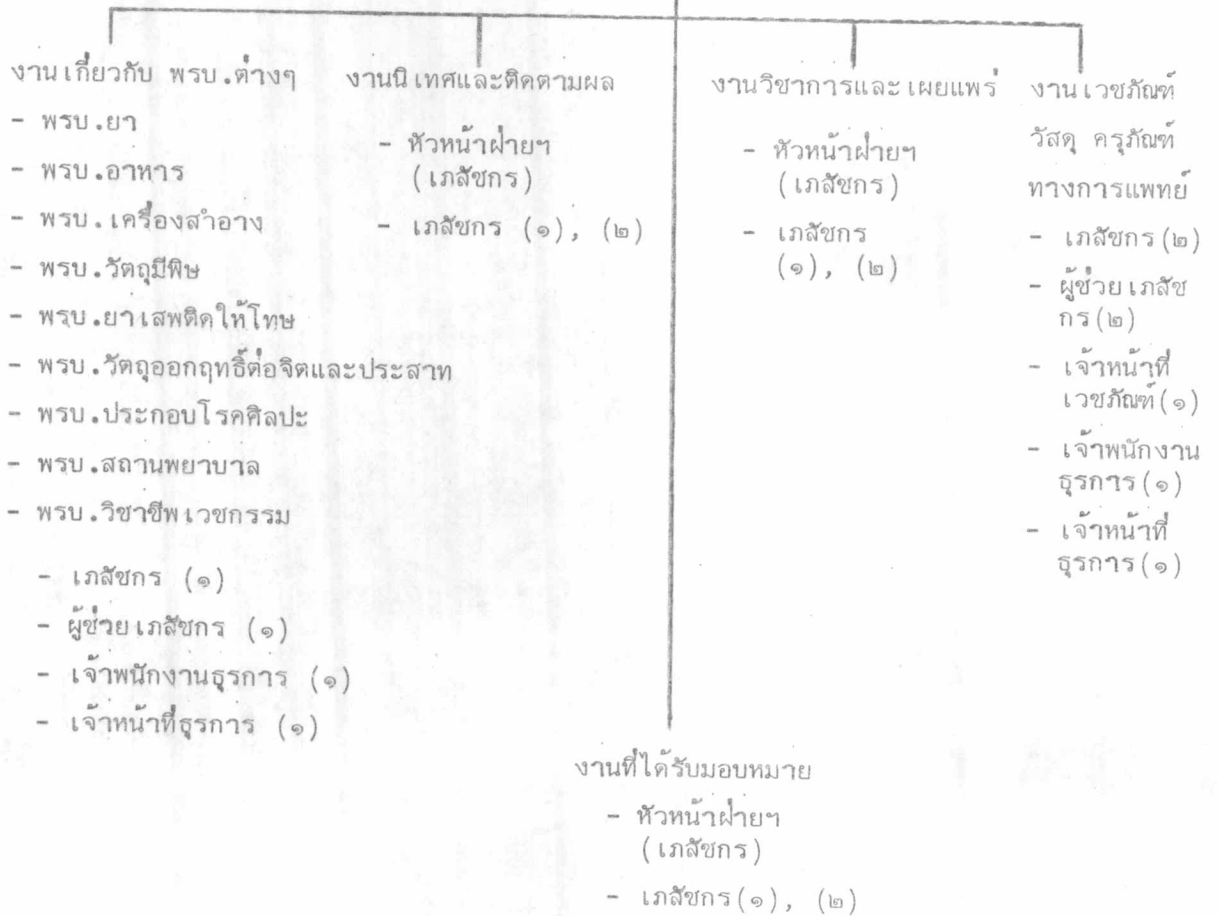 งานเกี่ยวกับ พรบ.ต่างๆ
- พรบ.ยา
- พรบ.อาหาร
- พรบ.เครื่องสำอาง
- พรบ.วัตถุมีพิษ
- พรบ.ยาเสพติดให้โทษ
- พรบ.วัตถุออกฤทธิ์ต่อจิตและประสาท
- พรบ.ประกอบโรคศิลปะ
- พรบ.สถานพยาบาล
- พรบ.วิชาชีพเวชกรรม
- เภสัชกร (๑)
- ผู้ช่วยเภสัชกร (๑)
- เจ้าพนักงานธุรการ (๑)
- เจ้าหน้าที่ธุรการ (๑)
งานนิเทศและติดตามผล
- หัวหน้าฝ่ายฯ
(เภสัชกร)
- เภสัชกร (๑), (๒)
งานวิชาการและเผยแพร่
- หัวหน้าฝ่ายฯ
(เภสัชกร)
- เภสัชกร
(๑), (๒)
งานเวชภัณฑ์
วัสดุ ครุภัณฑ์
ทางการแพทย์
- เภสัชกร(๒)
- ผู้ช่วยเภสัช
กร(๒)
- เจ้าหน้าที่
เวชภัณฑ์(๑)
- เจ้าพนักงาน
ธุรการ(๑)
- เจ้าหน้าที่
ธุรการ(๑)
งานที่ได้รับมอบหมาย
- หัวหน้าฝ่ายฯ
(เภสัชกร)
- เภสัชกร(๑), (๒)